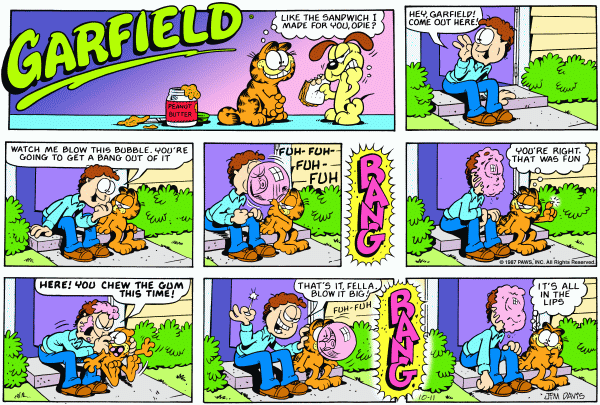 GARFIELD
LIKE THE SANDWICH I
MADE FOR YOU, ODIE?
PEANUT
BUTTER
HEY, GARFIELD!
COME OUT HERE!
WATCH ME BLOW THIS BUBBLE. YOU'RE
GOING TO GET A BANG OUT OF IT
FUH-FUH-
FUH-
FUH
BANG
YOU'RE RIGHT.
THAT WAS FUN
© 1987 PAWS, INC. All Rights Reserved.
HERE! YOU CHEW THE GUM
THIS TIME!
THAT'S IT, FELLA.
BLOW IT BIG!
FUH-FUH
BANG
10-11
IT'S ALL
IN THE
LIPS
JIM DAVIS